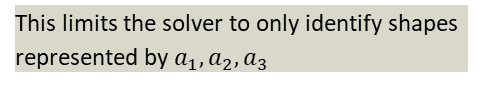 This limits the solver to only identify shapes
represented by a₁, a₂, a₃